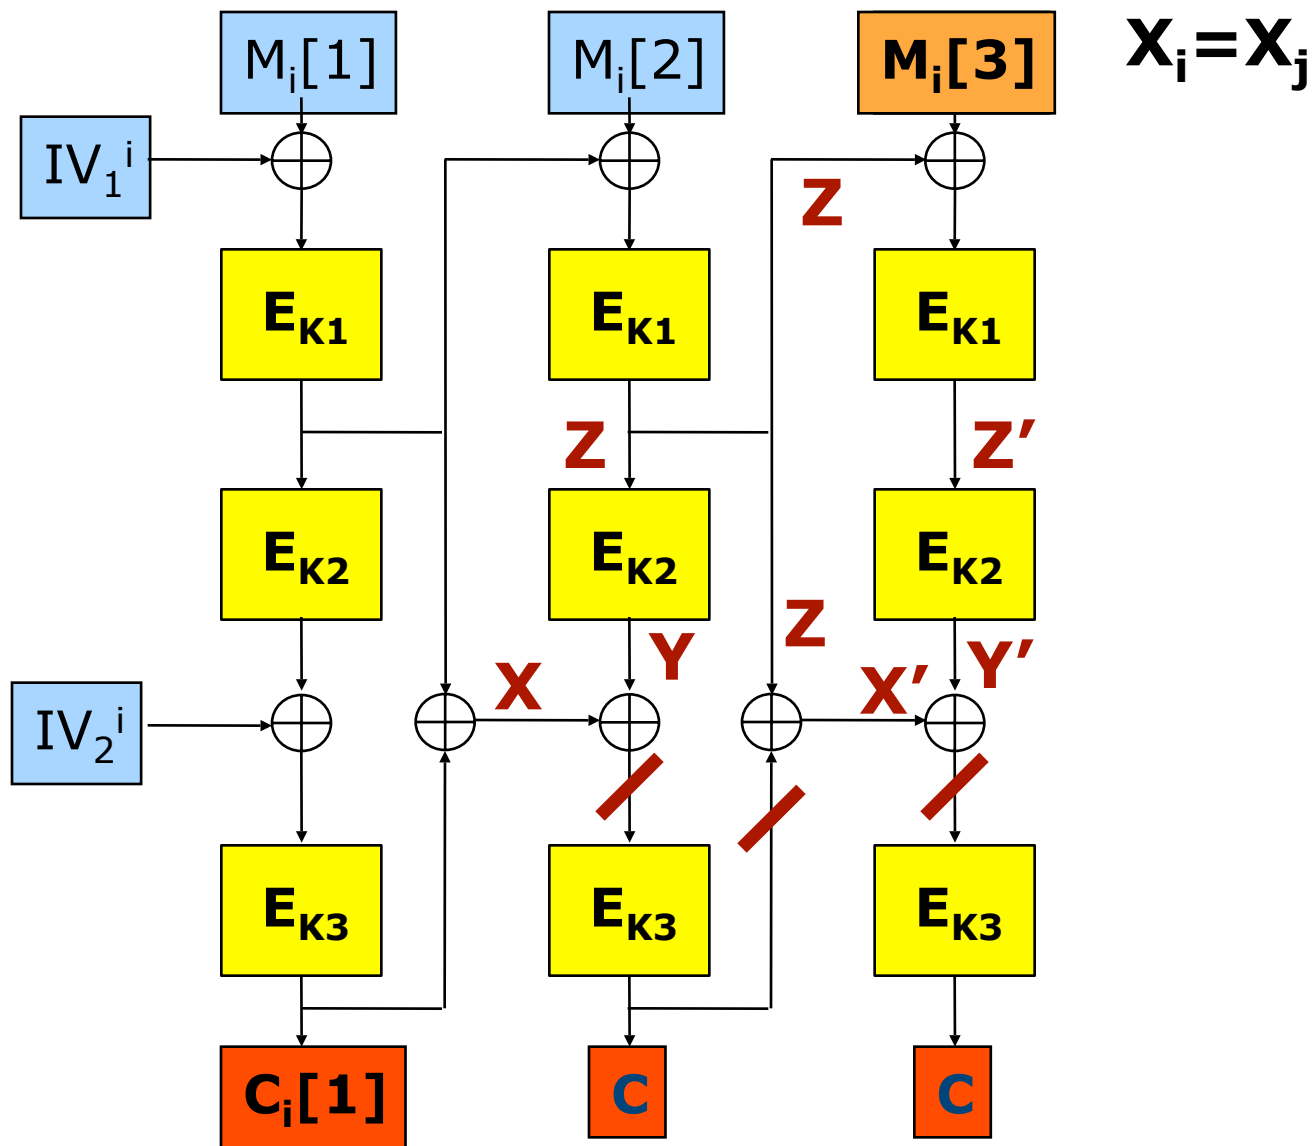 Mi[1] Mi[2] Mi[3] Xi=Xj
IV1i
Z
EK1 EK1 EK1
Z Z′
EK2 EK2 EK2
Z
X Y X′ Y′
IV2i
EK3 EK3 EK3
Ci[1] C C